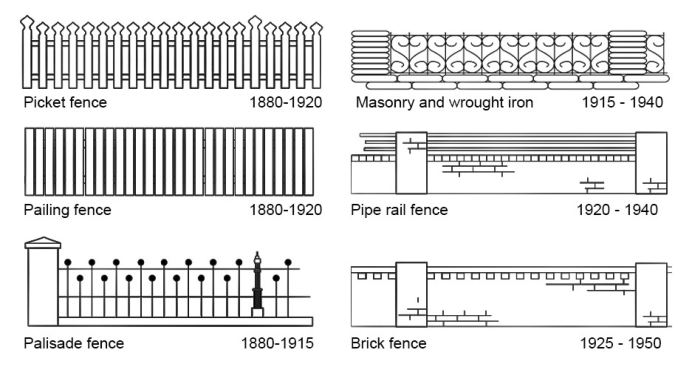 Picket fence 1880-1920
Masonry and wrought iron 1915 - 1940
Pailing fence 1880-1920
Pipe rail fence 1920 - 1940
Palisade fence 1880-1915
Brick fence 1925 - 1950